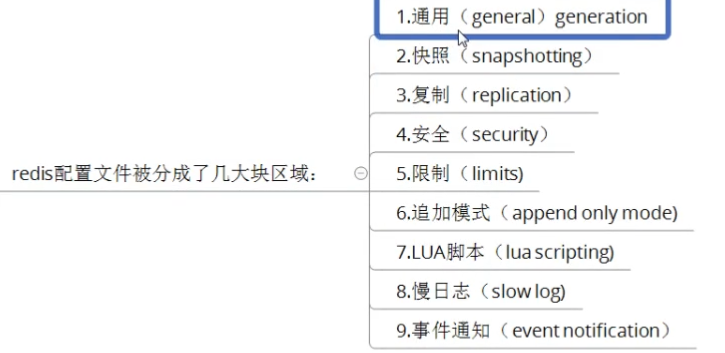 1.通用（general）generation
2.快照（snapshotting）
3.复制（replication）
4.安全（security）
redis配置文件被分成了几大块区域：
5.限制（limits)
6.追加模式（append only mode)
7.LUA脚本（lua scripting)
8.慢日志（slow log)
9.事件通知（event notification）